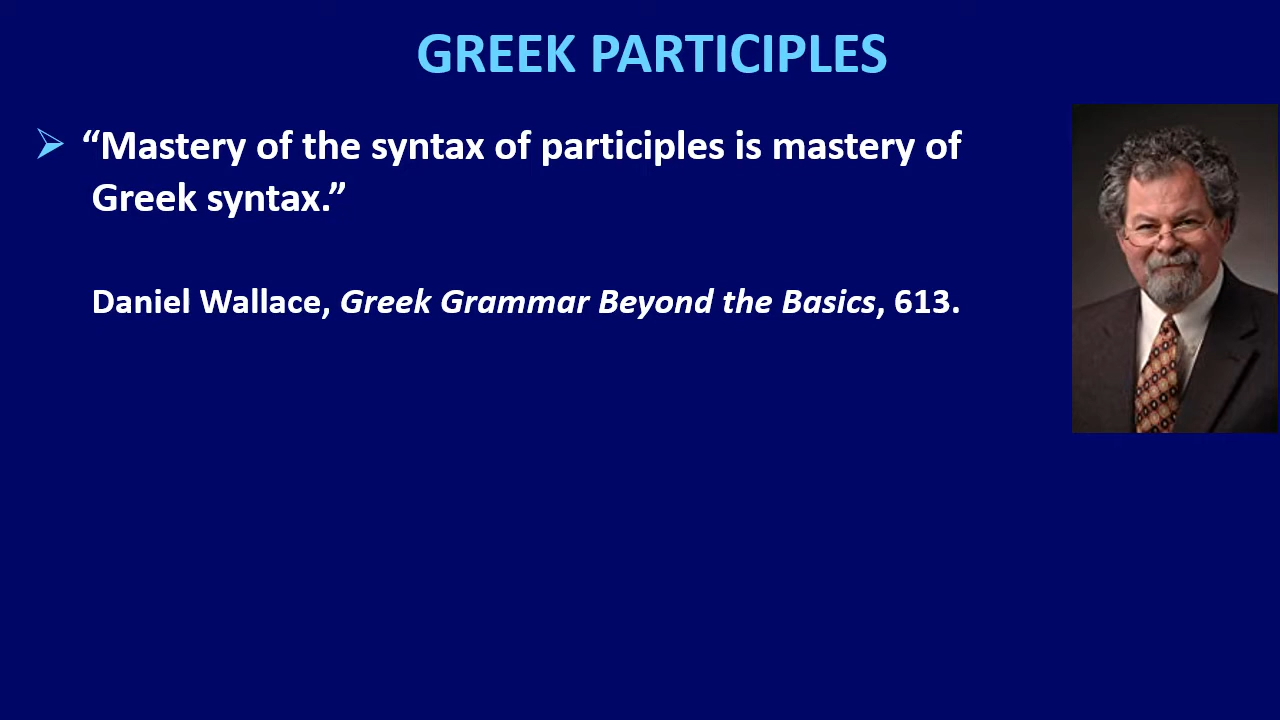 GREEK PARTICIPLES
“Mastery of the syntax of participles is mastery of
Greek syntax.”
Daniel Wallace, Greek Grammar Beyond the Basics, 613.